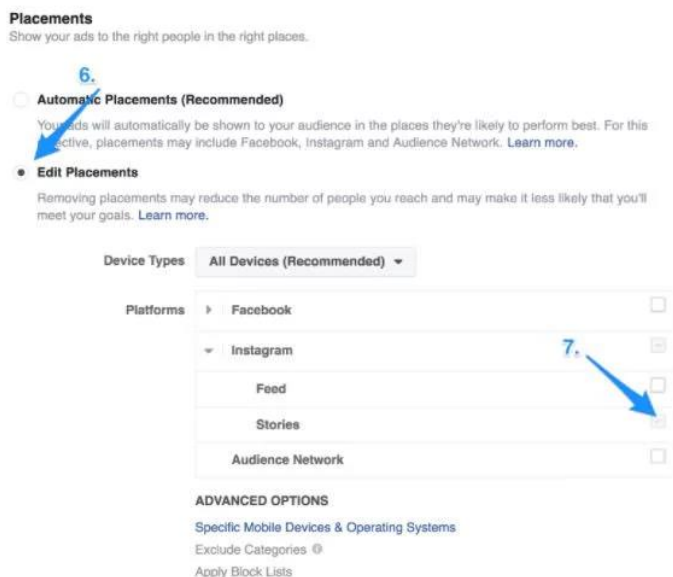 Placements
Show your ads to the right people in the right places.
6.
Automatic Placements (Recommended)
Your ads will automatically be shown to your audience in the places they're likely to perform best. For this
objective, placements may include Facebook, Instagram and Audience Network. Learn more.
Edit Placements
Removing placements may reduce the number of people you reach and may make it less likely that you'll
meet your goals. Learn more.
Device Types All Devices (Recommended)
Platforms Facebook
Instagram
7.
Feed
Stories
Audience Network
ADVANCED OPTIONS
Specific Mobile Devices & Operating Systems
Exclude Categories
Apply Block Lists